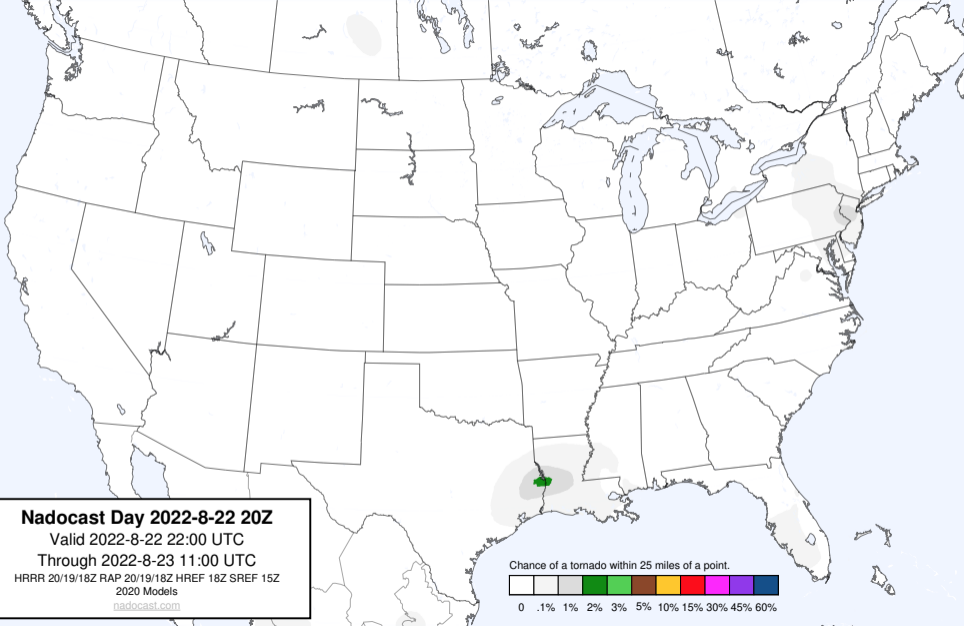 Nadocast Day 2022-8-22 20Z
Valid 2022-8-22 22:00 UTC
Through 2022-8-23 11:00 UTC
HRRR 20/19/18Z RAP 20/19/18Z HREF 18Z SREF 15Z
2020 Models
nadocast.com
Chance of a tornado within 25 miles of a point.
0 .1% 1% 2% 3% 5% 10% 15% 30% 45% 60%